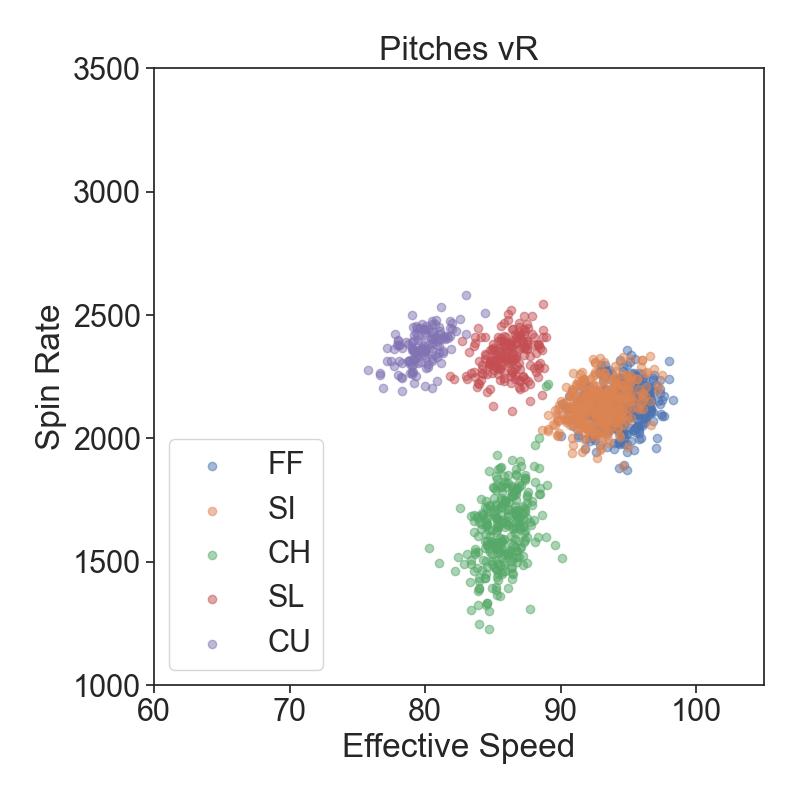 Pitches vR
3500
3000
2500
2000
1500
1000
Spin Rate
FF
SI
CH
SL
CU
60 70 80 90 100
Effective Speed